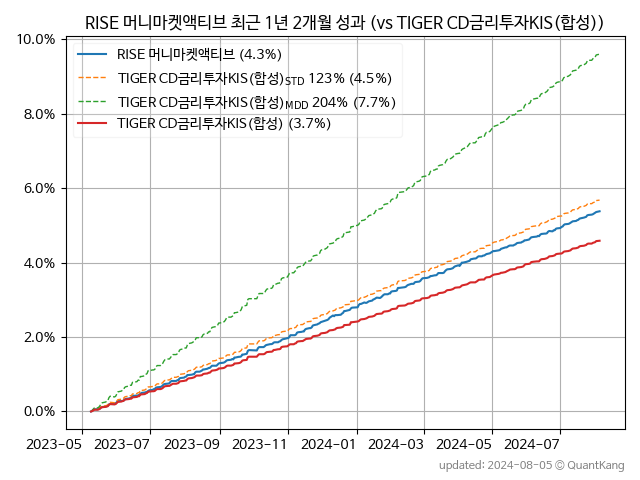 RISE 머니마켓액티브 최근 1년 2개월 성과 (vs TIGER CD금리투자KIS(합성))
10.0%
8.0%
6.0%
4.0%
2.0%
0.0%
RISE 머니마켓액티브 (4.3%)
TIGER CD금리투자KIS(합성)STD 123% (4.5%)
TIGER CD금리투자KIS(합성)MDD 204% (7.7%)
TIGER CD금리투자KIS(합성) (3.7%)
2023-05 2023-07 2023-09 2023-11 2024-01 2024-03 2024-05 2024-07
updated: 2024-08-05 © QuantKang